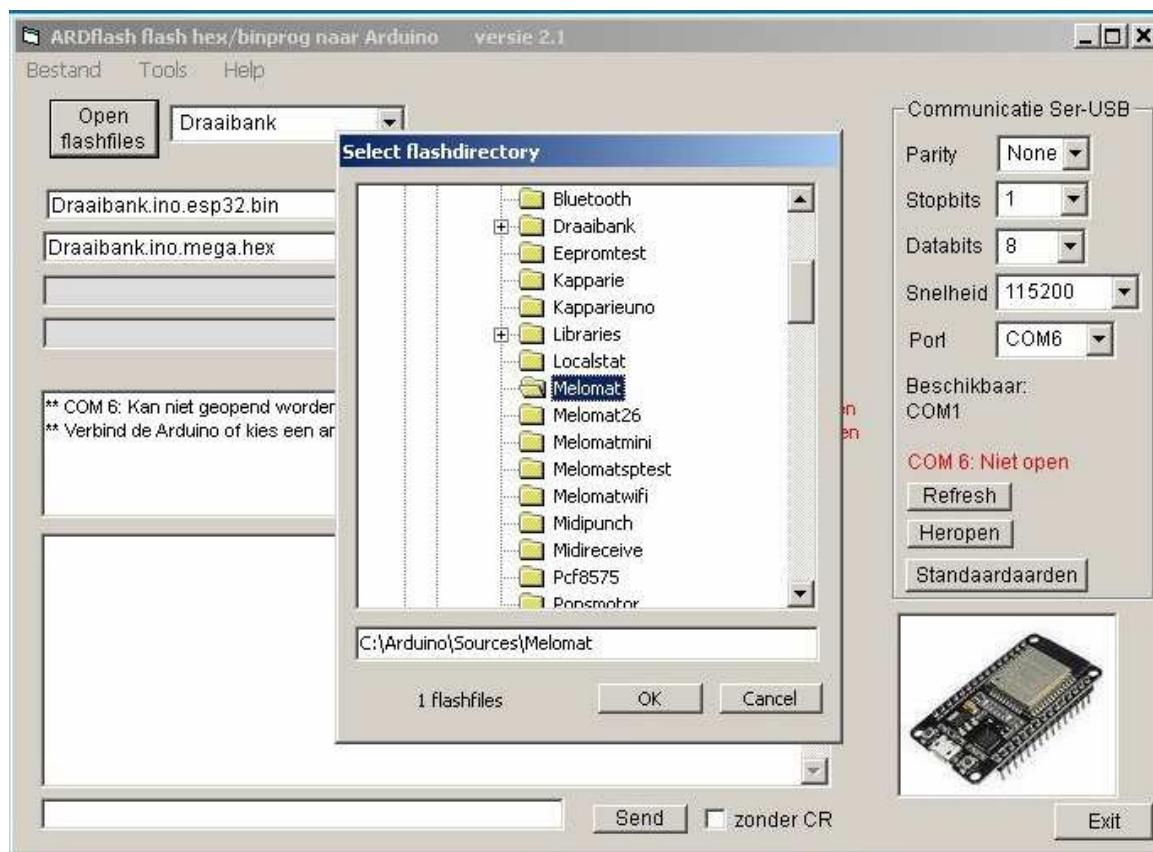 ARDflash flash hex/binprog naar Arduino versie 2.1
Bestand Tools Help
Open flashfiles
Draaibank
Draaibank.ino.esp32.bin
Draaibank.ino.mega.hex
** COM 6: Kan niet geopend worden
** Verbind de Arduino of kies een
Select flashdirectory
Bluetooth
Draaibank
Eepromtest
Kapparie
Kapparieuno
Libraries
Localstat
Melomat
Melomat26
Melomatmini
Melomatsptest
Melomatwifi
Midipunch
Midireceive
Pcf8575
Popsmotor
C:\Arduino\Sources\Melomat
1 flashfiles
OK
Cancel
Communicatie Ser-USB
Parity None
Stopbits 1
Databits 8
Snelheid 115200
Port COM6
Beschikbaar:
COM1
COM 6: Niet open
Refresh
Heropen
Standaardaarden
Send
zonder CR
Exit